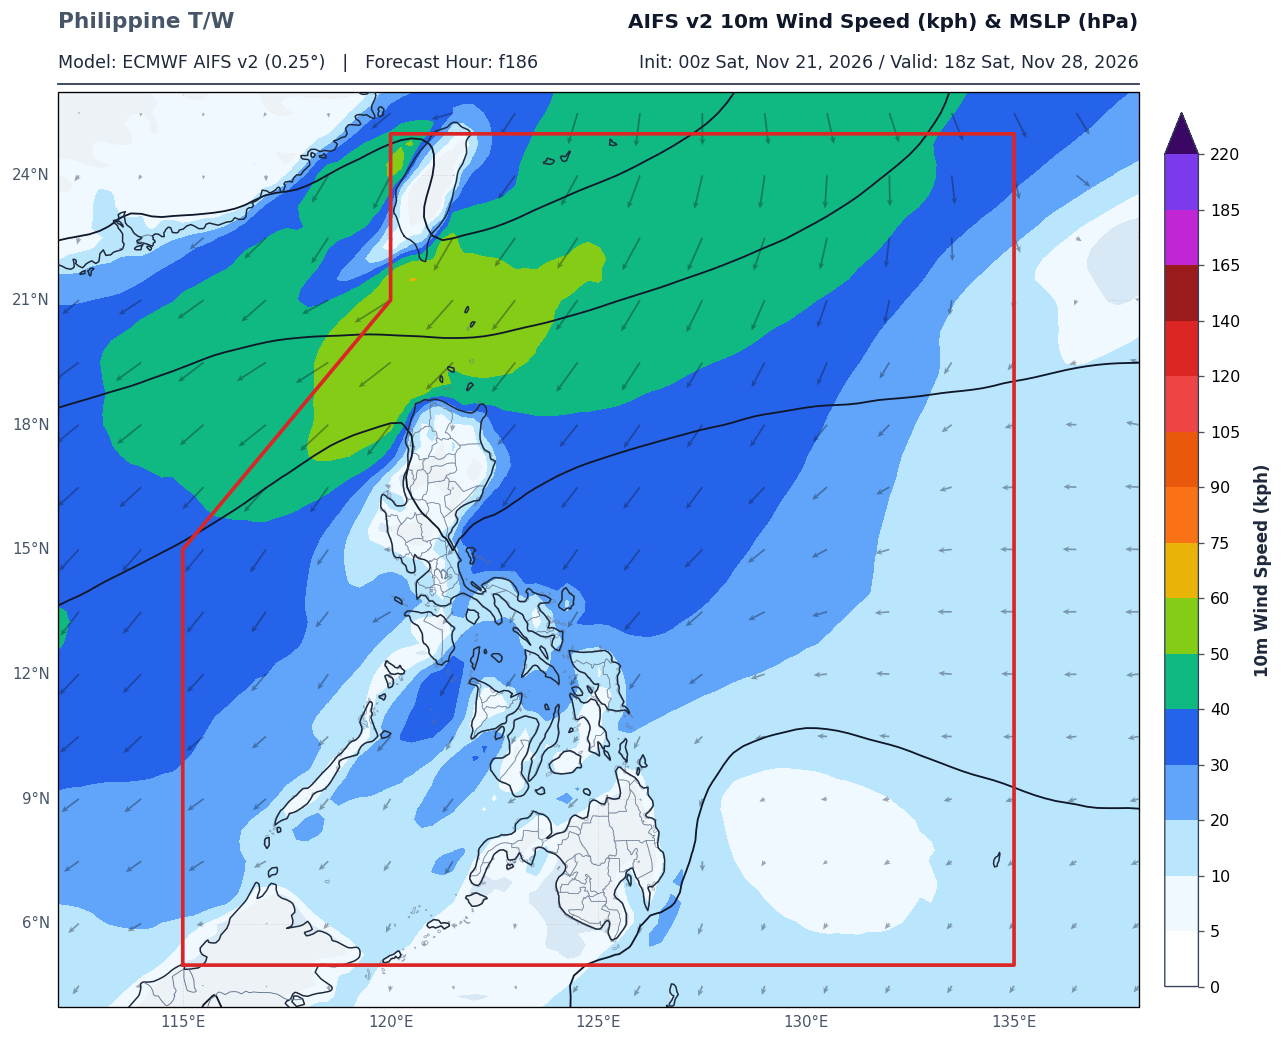 Philippine T/W
AIFS v2 10m Wind Speed (kph) & MSLP (hPa)
Model: ECMWF AIFS v2 (0.25°) | Forecast Hour: f186
Init: 00z Sat, Nov 21, 2026 / Valid: 18z Sat, Nov 28, 2026
24°N
21°N
18°N
15°N
12°N
9°N
6°N
115°E
120°E
125°E
130°E
135°E
220
185
165
140
120
105
90
75
60
50
40
30
20
10
5
0
10m Wind Speed (kph)